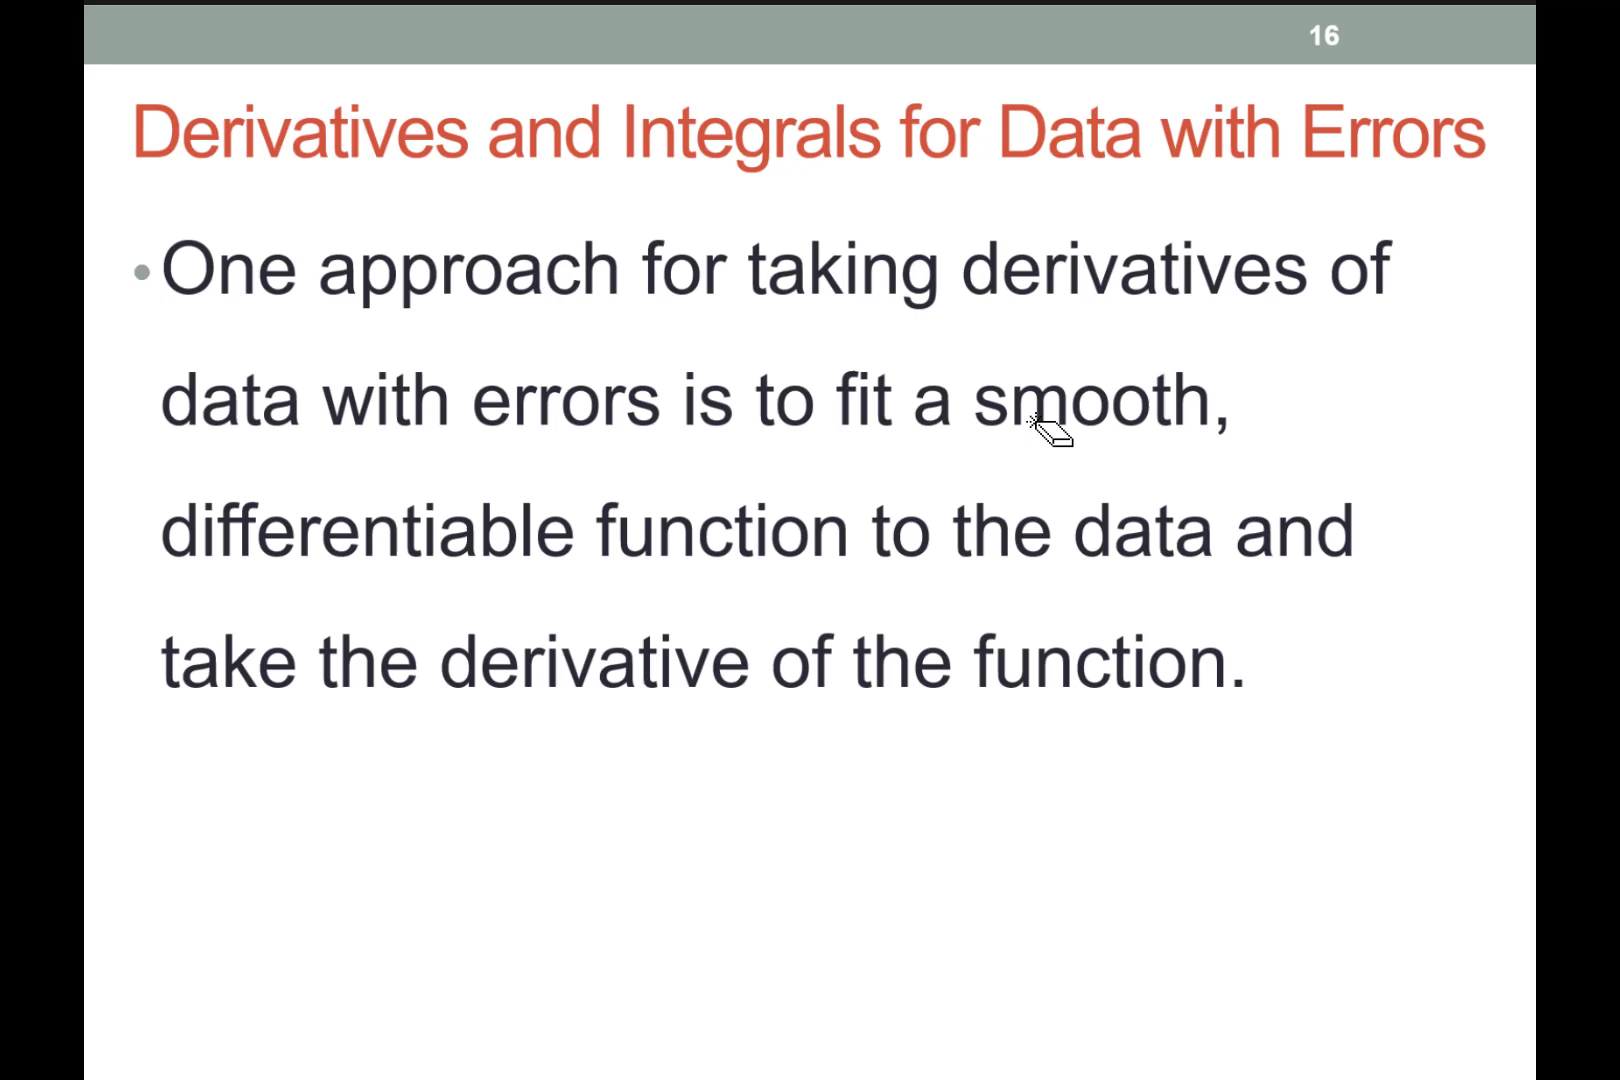 16
Derivatives and Integrals for Data with Errors
•One approach for taking derivatives of
data with errors is to fit a smooth,
differentiable function to the data and
take the derivative of the function.